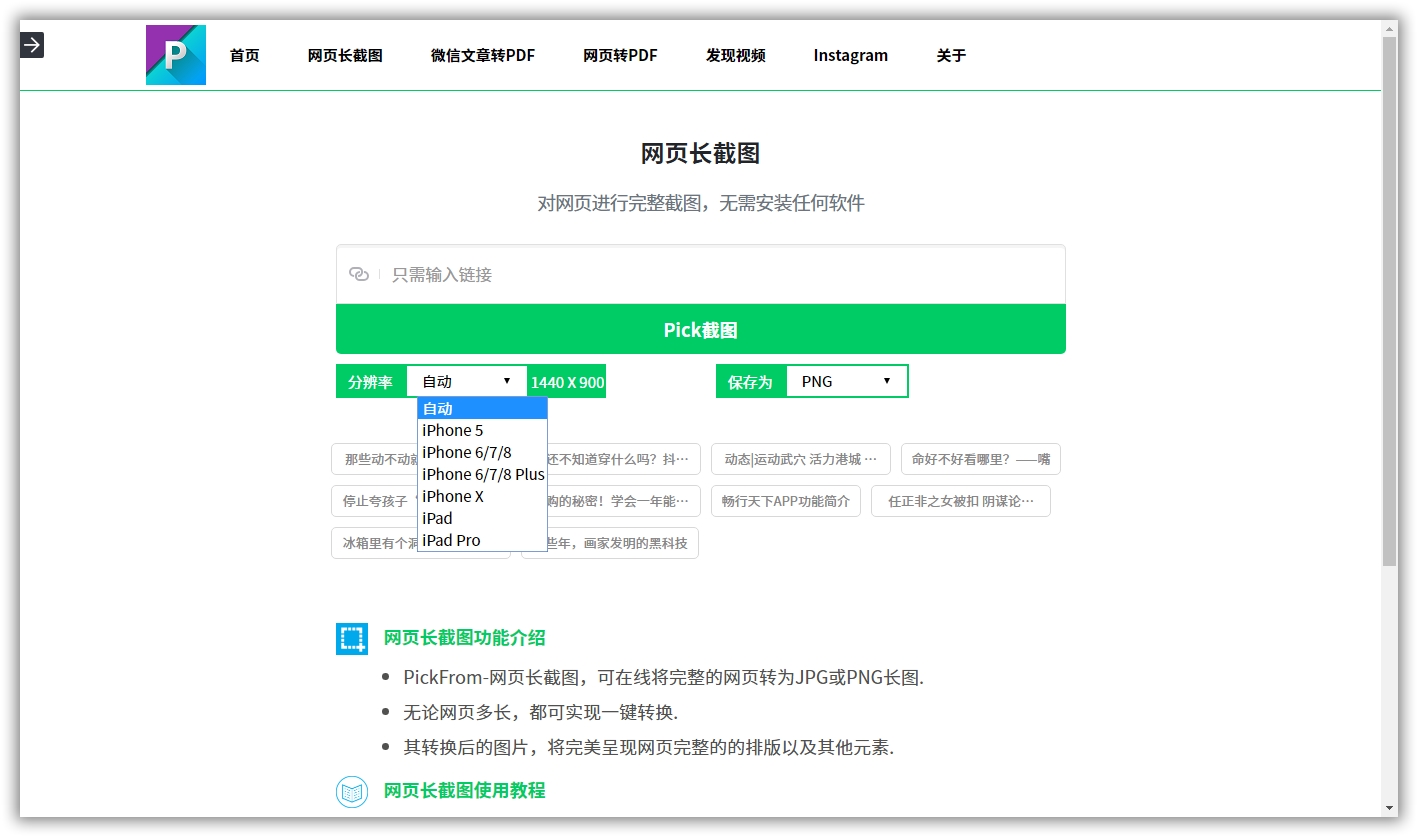 P
首页 网页长截图 微信文章转PDF 网页转PDF 发现视频 Instagram 关于
网页长截图
对网页进行完整截图，无需安装任何软件
只需输入链接
Pick截图
分辨率 自动 1440 X 900 保存为 PNG
自动
iPhone 5
iPhone 6/7/8
iPhone 6/7/8 Plus
iPhone X
iPad
iPad Pro
那些动不动 还不知道穿什么吗？抖… 动态|运动武穴 活力港城 … 命好不好看哪里？——嘴
停止夸孩子 购的秘密！学会一年能… 畅行天下APP功能简介 任正非之女被扣 阴谋论…
冰箱里有个 些年，画家发明的黑科技
网页长截图功能介绍
PickFrom-网页长截图，可在线将完整的网页转为JPG或PNG长图.
无论网页多长，都可实现一键转换.
其转换后的图片，将完美呈现网页完整的的排版以及其他元素.
网页长截图使用教程